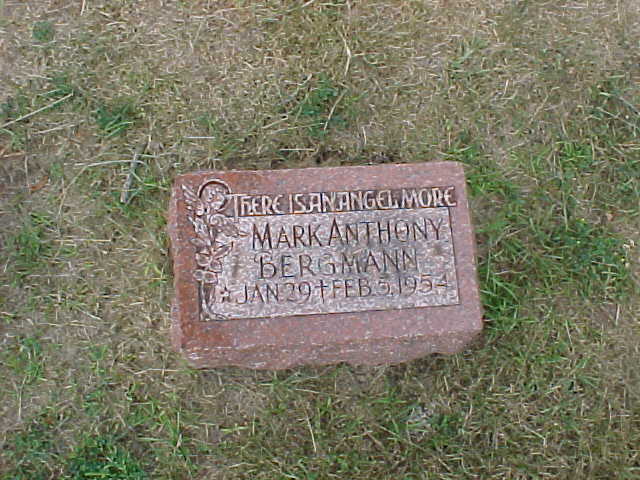 THERE IS AN ANGEL MORE
MARK ANTHONY
BERGMANN
☆JAN.29✝FEB.5,1954